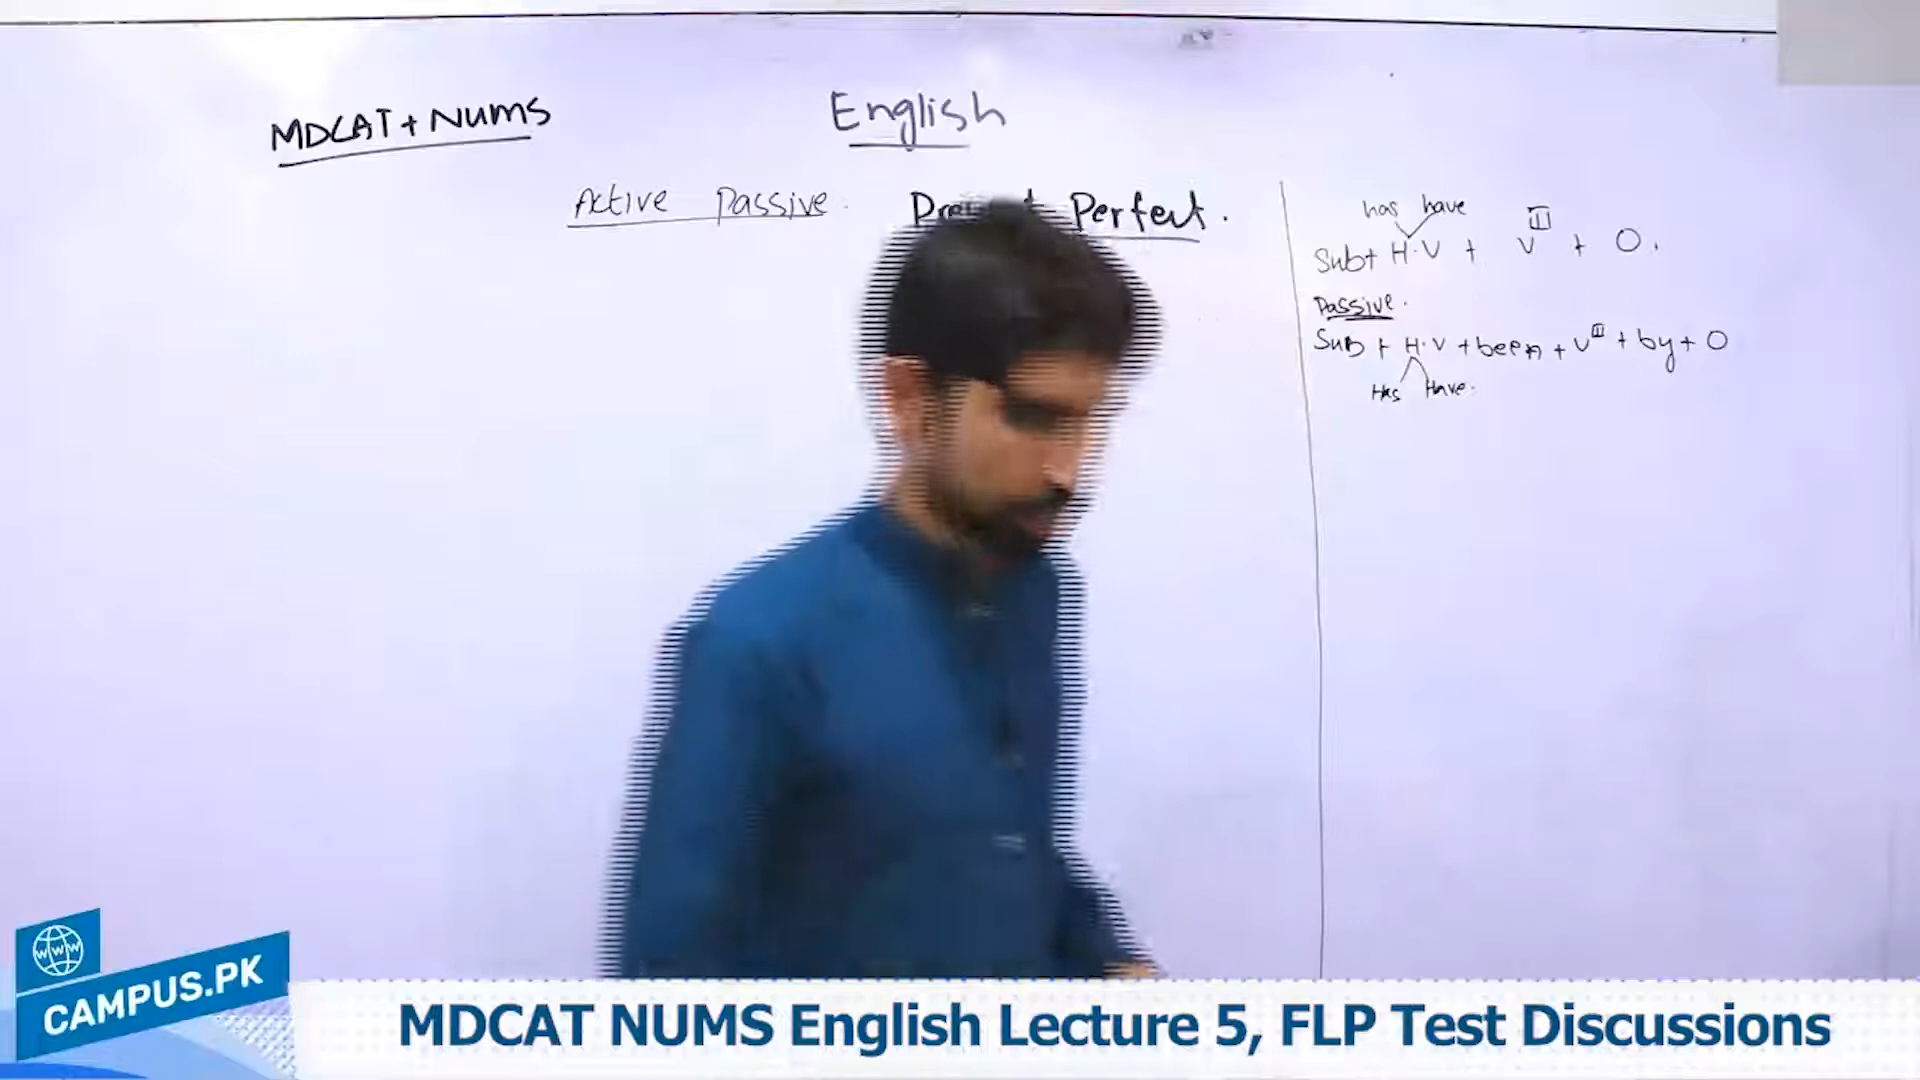 MDCAT + NUMS
English
Active Passive. Perfect.
has have
Sub+ H.V + V III + O.
Passive.
Sub + H.V + been + V III + by + O
Has Have.
WWW
CAMPUS.PK
MDCAT NUMS English Lecture 5, FLP Test Discussions